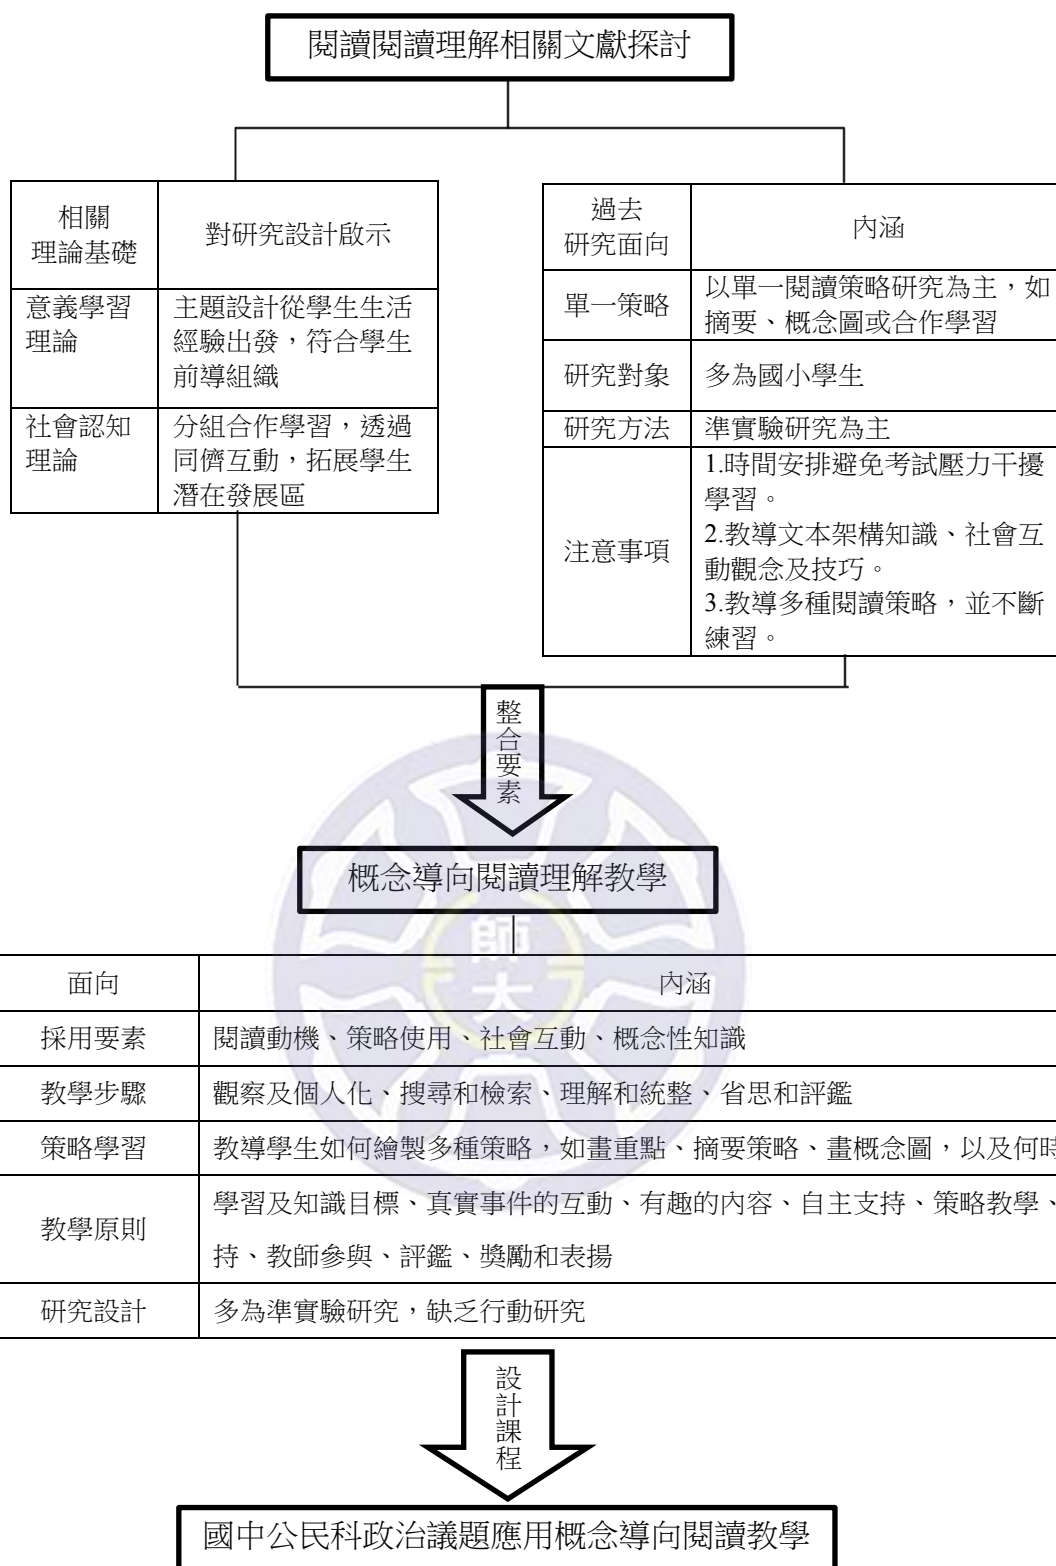 閱讀閱讀理解相關文獻探討
相關
理論基礎
對研究設計啟示
意義學習
理論
主題設計從學生生活
經驗出發，符合學生
前導組織
社會認知
理論
分組合作學習，透過
同儕互動，拓展學生
潛在發展區
過去
研究面向
內涵
單一策略
以單一閱讀策略研究為主，如
摘要、概念圖或合作學習
研究對象
多為國小學生
研究方法
準實驗研究為主
注意事項
1.時間安排避免考試壓力干擾
學習。
2.教導文本架構知識、社會互
動觀念及技巧。
3.教導多種閱讀策略，並不斷
練習。
整合要素
概念導向閱讀理解教學
師大
面向
內涵
採用要素
閱讀動機、策略使用、社會互動、概念性知識
教學步驟
觀察及個人化、搜尋和檢索、理解和統整、省思和評鑑
策略學習
教導學生如何繪製多種策略，如畫重點、摘要策略、畫概念圖，以及何時
教學原則
學習及知識目標、真實事件的互動、有趣的內容、自主支持、策略教學、
持、教師參與、評鑑、獎勵和表揚
研究設計
多為準實驗研究，缺乏行動研究
設計課程
國中公民科政治議題應用概念導向閱讀教學